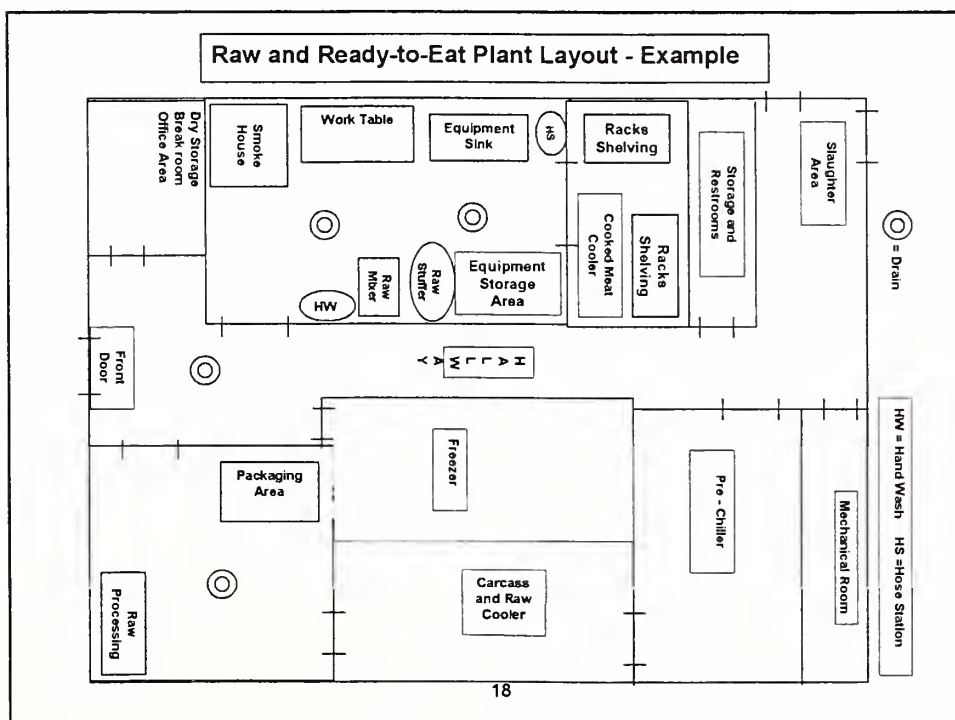 Raw and Ready-to-Eat Plant Layout - Example
Dry Storage
Break room
Office Area
Smoke
House
Work Table
Equipment
Sink
HS
Racks
Shelving
Storage and
Restrooms
Slaughter
Area
= Drain
Cooked Meat
Cooler
Racks
Shelving
HW
Raw
Mixer
Raw
Stuffer
Equipment
Storage
Area
Front
Door
HALLWAY
HW = Hand Wash HS =Hose Station
Packaging
Area
Freezer
Pre - Chiller
Mechanical Room
Raw
Processing
Carcass
and Raw
Cooler
18